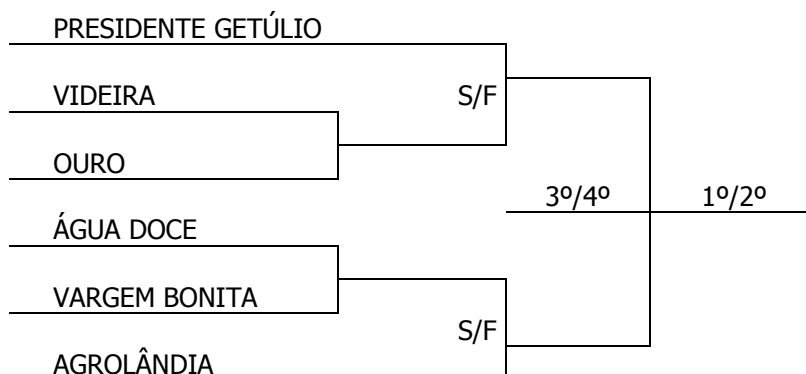 PRESIDENTE GETÚLIO
VIDEIRA
S/F
OURO
3º/4º
1º/2º
ÁGUA DOCE
VARGEM BONITA
S/F
AGROLÂNDIA